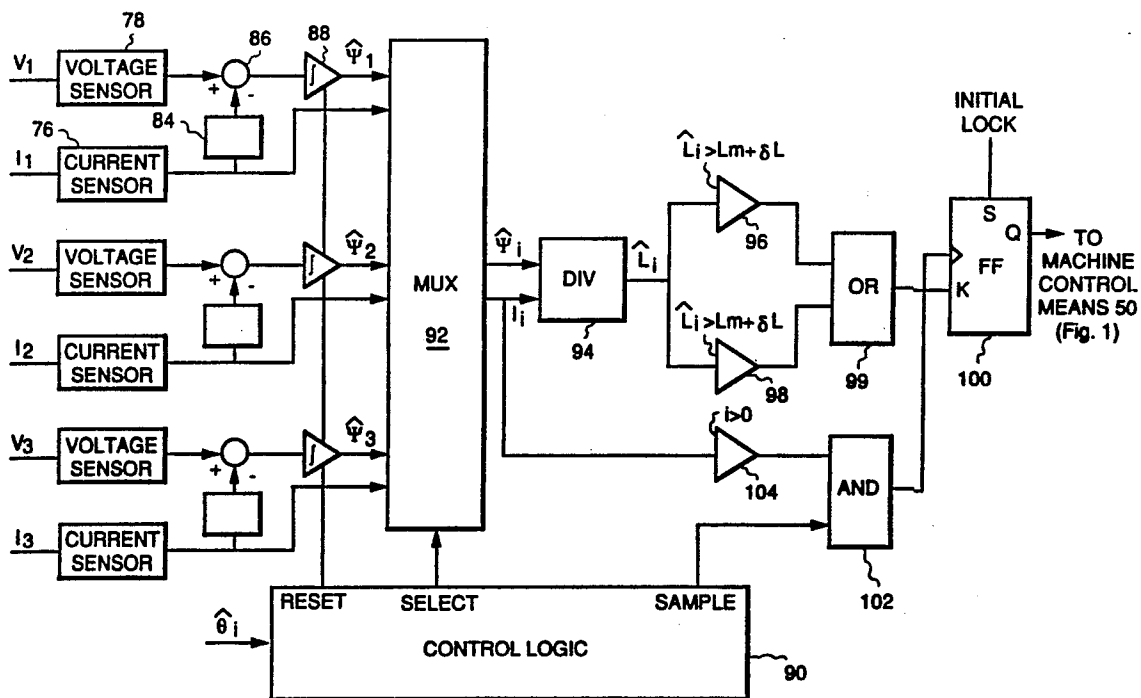 78
V1
VOLTAGE
SENSOR
86
+
-
88
∫
Ψ̂1
84
76
I1
CURRENT
SENSOR
V2
VOLTAGE
SENSOR
+
-
∫
Ψ̂2
I2
CURRENT
SENSOR
V3
VOLTAGE
SENSOR
+
-
∫
Ψ̂3
I3
CURRENT
SENSOR
MUX
92
Ψ̂i
Ii
DIV
94
L̂i
L̂i>Lm+δL
96
L̂i>Lm+δL
98
i>0
104
OR
99
AND
102
INITIAL
LOCK
S
Q
FF
K
100
TO
MACHINE
CONTROL
MEANS 50
(Fig. 1)
RESET
SELECT
SAMPLE
θ̂i
CONTROL LOGIC
90